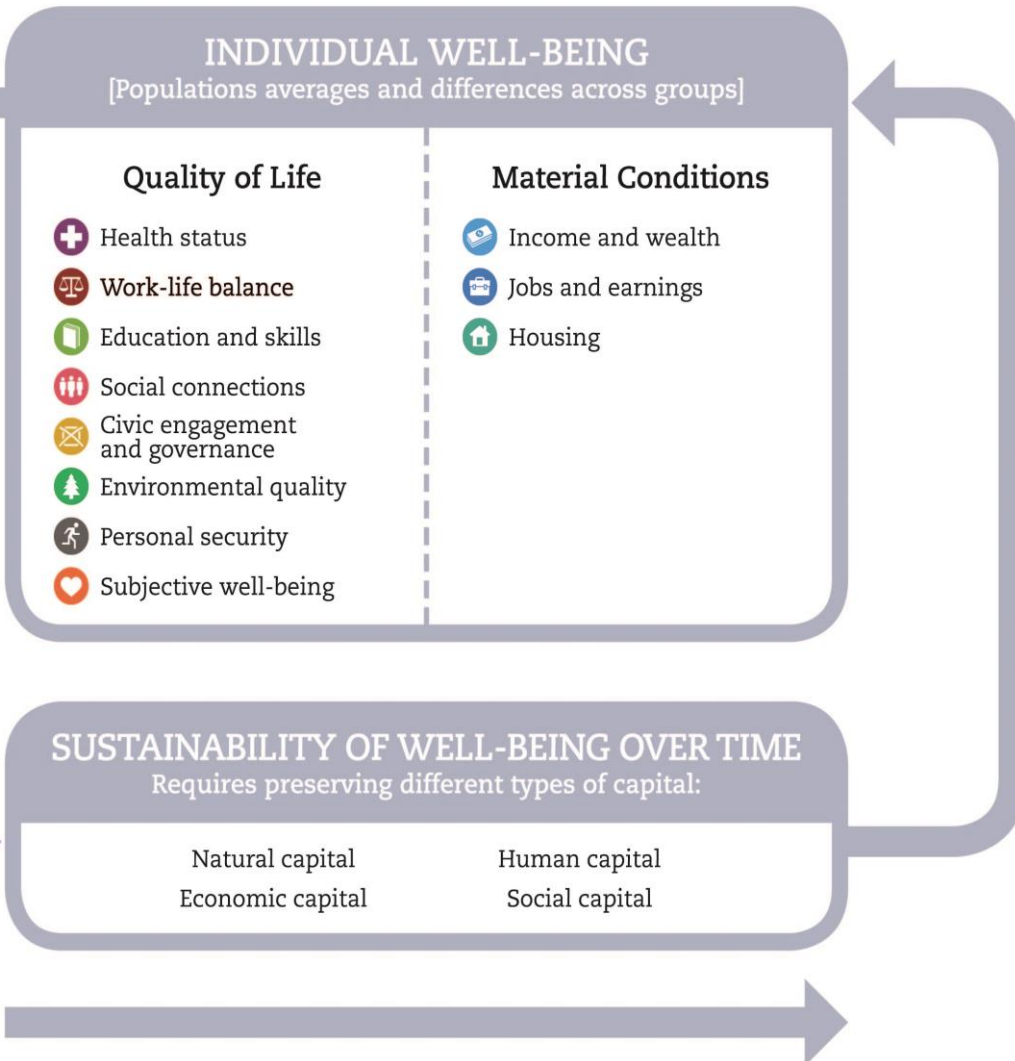 INDIVIDUAL WELL-BEING
[Populations averages and differences across groups]
Quality of Life
Health status
Work-life balance
Education and skills
Social connections
Civic engagement
and governance
Environmental quality
Personal security
Subjective well-being
Material Conditions
Income and wealth
Jobs and earnings
Housing
SUSTAINABILITY OF WELL-BEING OVER TIME
Requires preserving different types of capital:
Natural capital
Human capital
Economic capital
Social capital